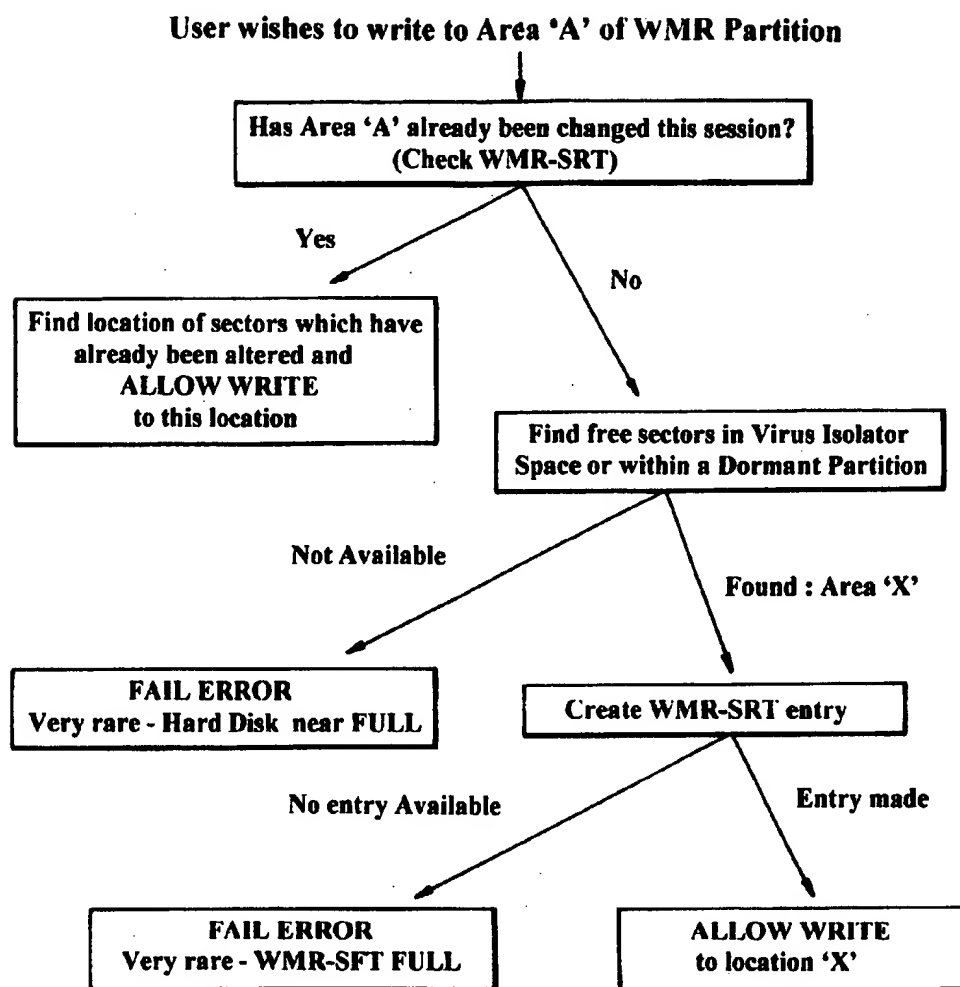 User wishes to write to Area ‘A’ of WMR Partition
Has Area ‘A’ already been changed this session?
(Check WMR-SRT)
Yes
No
Find location of sectors which have
already been altered and
ALLOW WRITE
to this location
Find free sectors in Virus Isolator
Space or within a Dormant Partition
Not Available
Found : Area ‘X’
FAIL ERROR
Very rare - Hard Disk near FULL
Create WMR-SRT entry
No entry Available
Entry made
FAIL ERROR
Very rare - WMR-SFT FULL
ALLOW WRITE
to location ‘X’